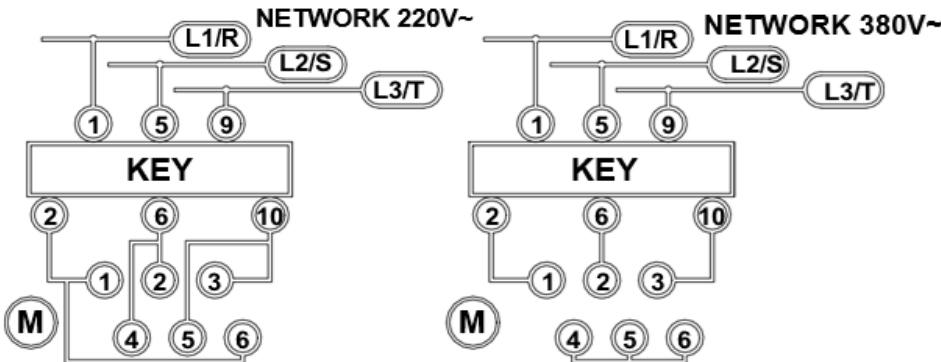 NETWORK 220V~
L1/R
L2/S
L3/T
1 5 9
KEY
2 6 10
1 2 3
M
4 5 6
NETWORK 380V~
L1/R
L2/S
L3/T
1 5 9
KEY
2 6 10
1 2 3
M
4 5 6